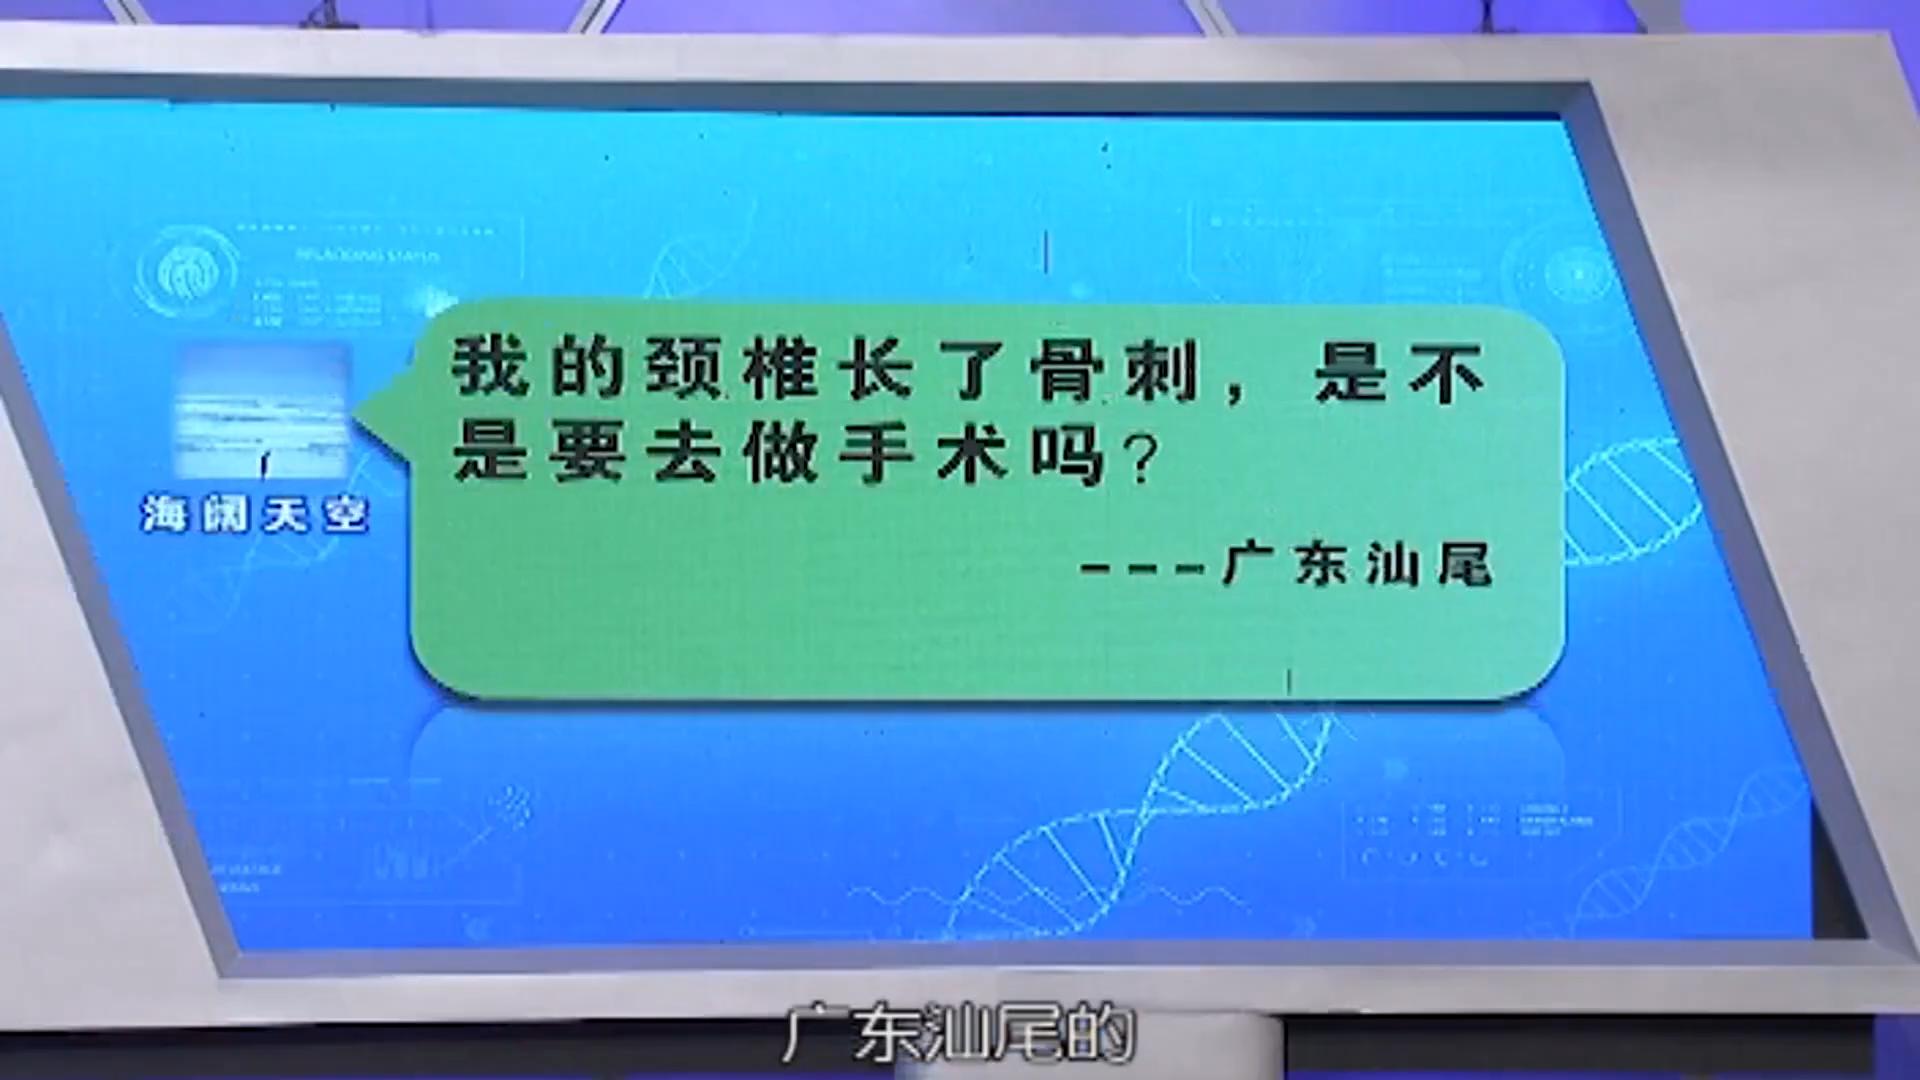 我的颈椎长了骨刺，是不
是要去做手术吗?
---广东汕尾
海阔天空
广东汕尾的